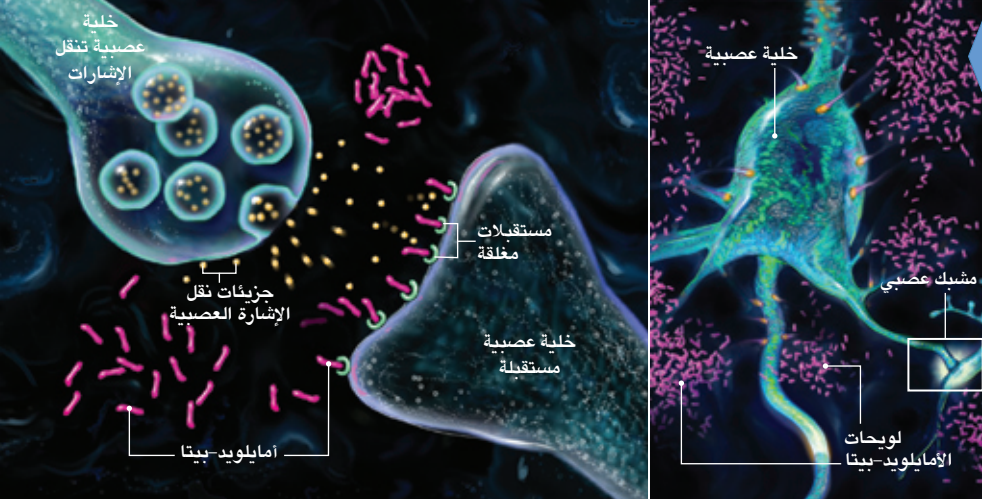 خلية عصبية
مشبك عصبي
لويحات
الأمايلويد-بيتا
خلية
عصبية تنقل
الإشارات
مستقبلات
مغلقة
جزيئات نقل
الإشارة العصبية
خلية عصبية
مستقبلة
أمايلويد-بيتا